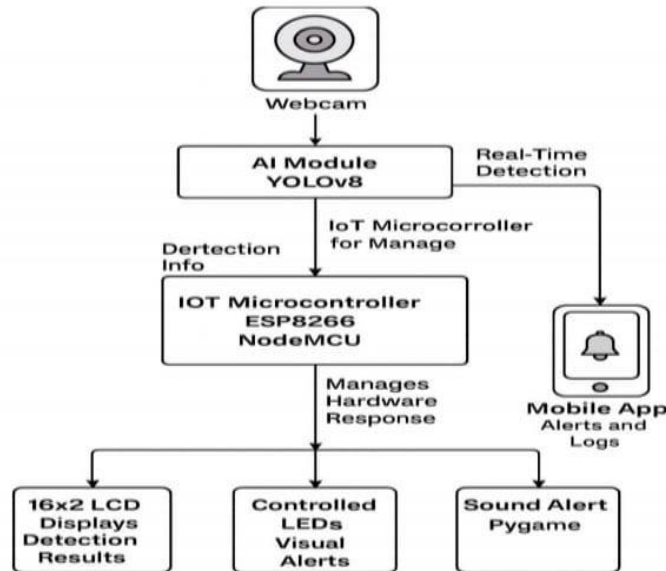 Webcam
AI Module
YOLOv8
Real-Time
Detection
IoT Microcorroller
for Manage
Dertection
Info
IOT Microcontroller
ESP8266
NodeMCU
Manages
Hardware
Response
Mobile App
Alerts and
Logs
16x2 LCD
Displays
Detection
Results
Controlled
LEDs
Visual
Alerts
Sound Alert
Pygame